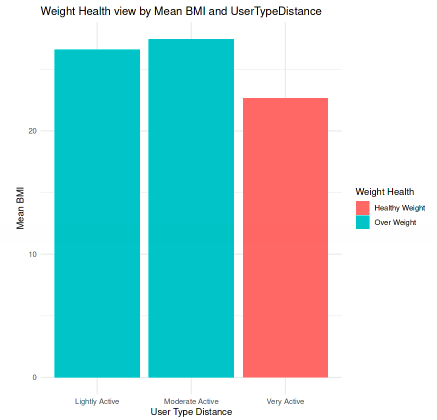 Weight Health view by Mean BMI and UserTypeDistance
20
10
0
Mean BMI
Lightly Active
Moderate Active
Very Active
User Type Distance
Weight Health
Healthy Weight
Over Weight